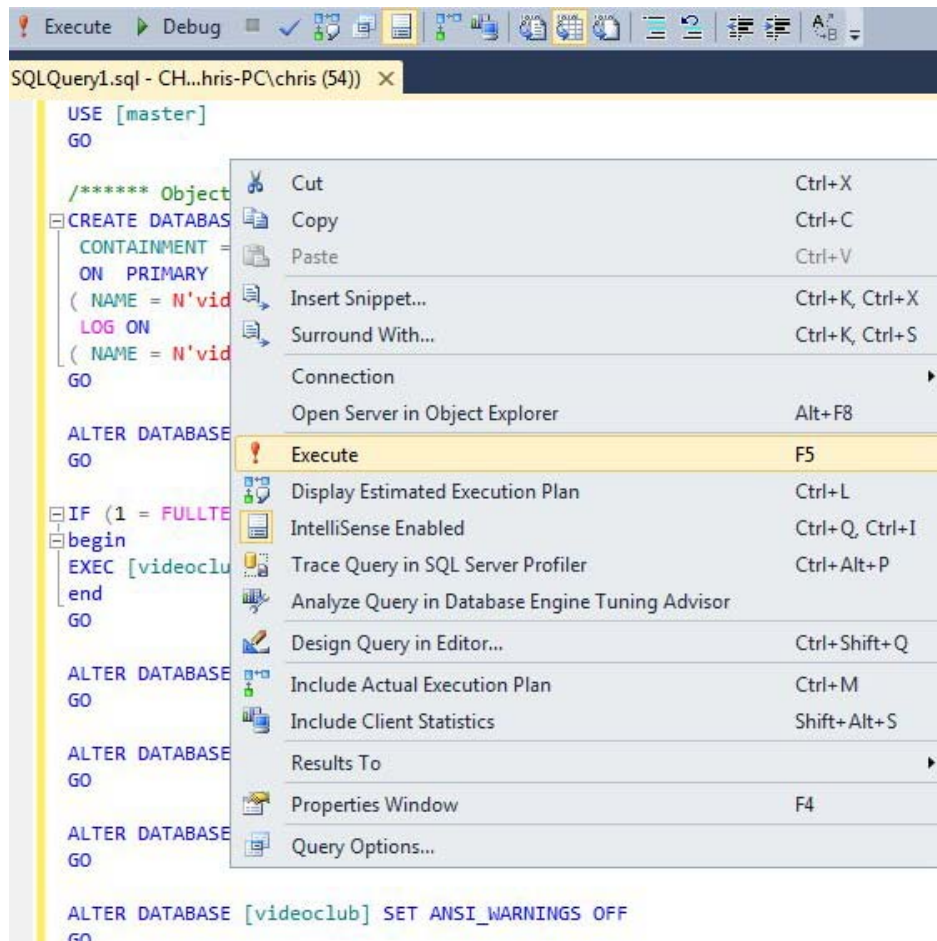 Execute Debug
SQLQuery1.sql - CH...hris-PC\chris (54))
USE [master]
GO
/****** Object
CREATE DATABAS
CONTAINMENT =
ON PRIMARY
( NAME = N'vid
LOG ON
( NAME = N'vid
GO
ALTER DATABASE
GO
IF (1 = FULLTE
begin
EXEC [videoclu
end
GO
ALTER DATABASE
GO
ALTER DATABASE
GO
ALTER DATABASE
GO
ALTER DATABASE [videoclub] SET ANSI_WARNINGS OFF
GO
Cut Ctrl+X
Copy Ctrl+C
Paste Ctrl+V
Insert Snippet... Ctrl+K, Ctrl+X
Surround With... Ctrl+K, Ctrl+S
Connection
Open Server in Object Explorer Alt+F8
Execute F5
Display Estimated Execution Plan Ctrl+L
IntelliSense Enabled Ctrl+Q, Ctrl+I
Trace Query in SQL Server Profiler Ctrl+Alt+P
Analyze Query in Database Engine Tuning Advisor
Design Query in Editor... Ctrl+Shift+Q
Include Actual Execution Plan Ctrl+M
Include Client Statistics Shift+Alt+S
Results To
Properties Window F4
Query Options...